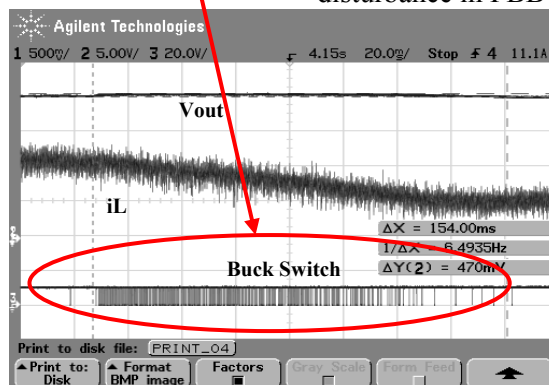 disturbance in PBB
Agilent Technologies
1 500mV/ 2 5.00V/ 3 20.0V/ 4.15s 20.0m/ Stop 4 11.1A
Vout
iL
ΔX = 154.00ms
1/ΔX = 6.4935Hz
ΔY(2) = 470mV
Buck Switch
Print to disk file: PRINT_04
Print to: Disk
Format BMP image
Factors
Gray Scale
Form Feed